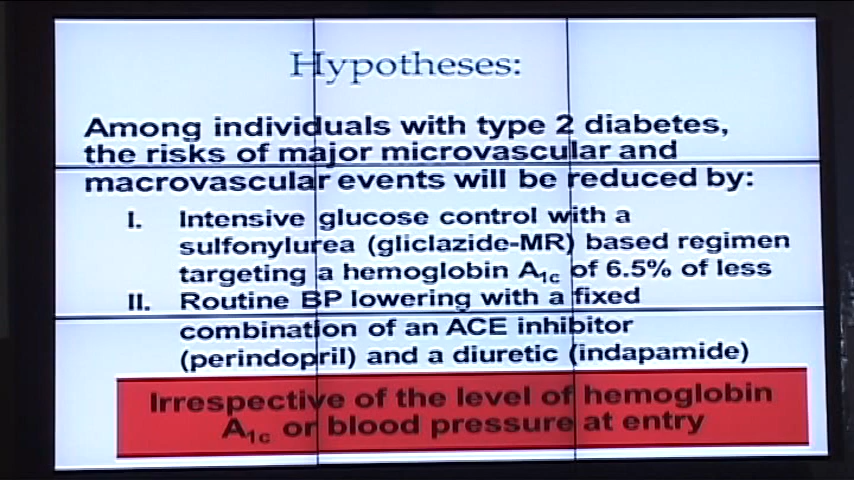 Hypotheses:
Among individuals with type 2 diabetes,
the risks of major microvascular and
macrovascular events will be reduced by:
I. Intensive glucose control with a
sulfonylurea (gliclazide-MR) based regimen
targeting a hemoglobin A1c of 6.5% of less
II. Routine BP lowering with a fixed
combination of an ACE inhibitor
(perindopril) and a diuretic (indapamide)
Irrespective of the level of hemoglobin
A1c or blood pressure at entry